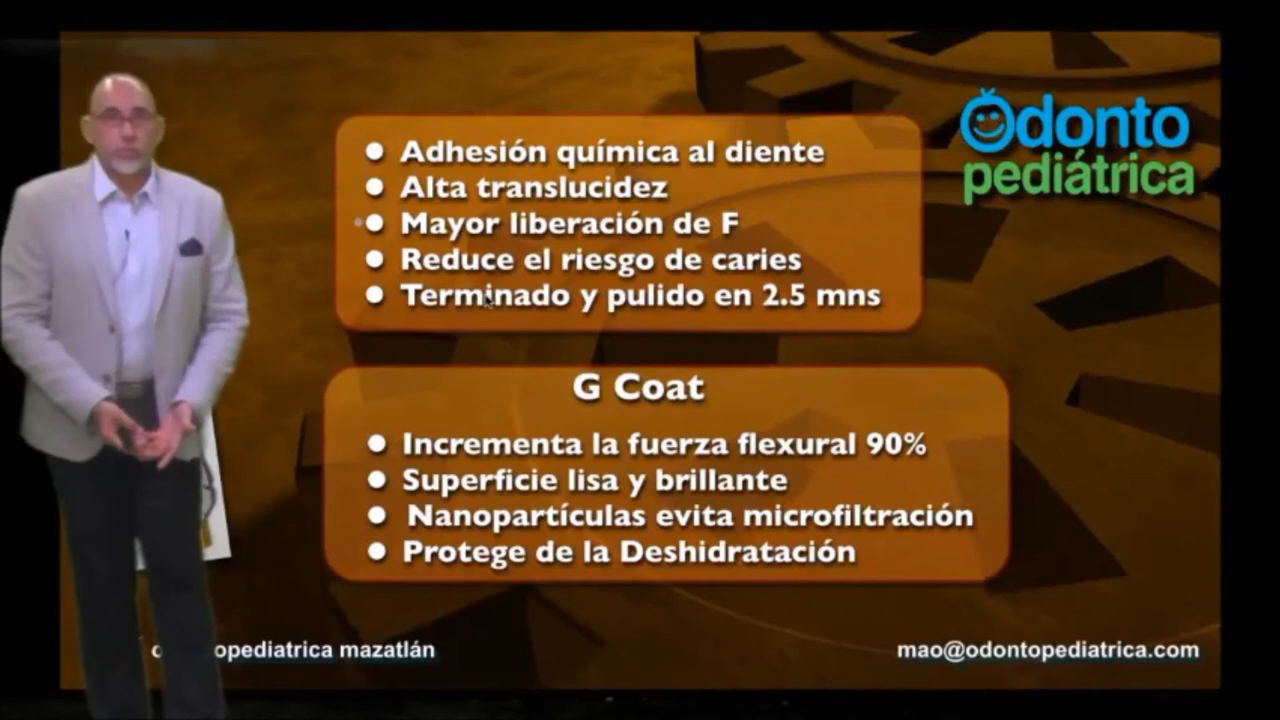 Odonto
pediátrica
Adhesión química al diente
Alta translucidez
Mayor liberación de F
Reduce el riesgo de caries
Terminado y pulido en 2.5 mns
G Coat
Incrementa la fuerza flexural 90%
Superficie lisa y brillante
Nanopartículas evita microfiltración
Protege de la Deshidratación
opediatrica mazatlán
mao@odontopediatrica.com